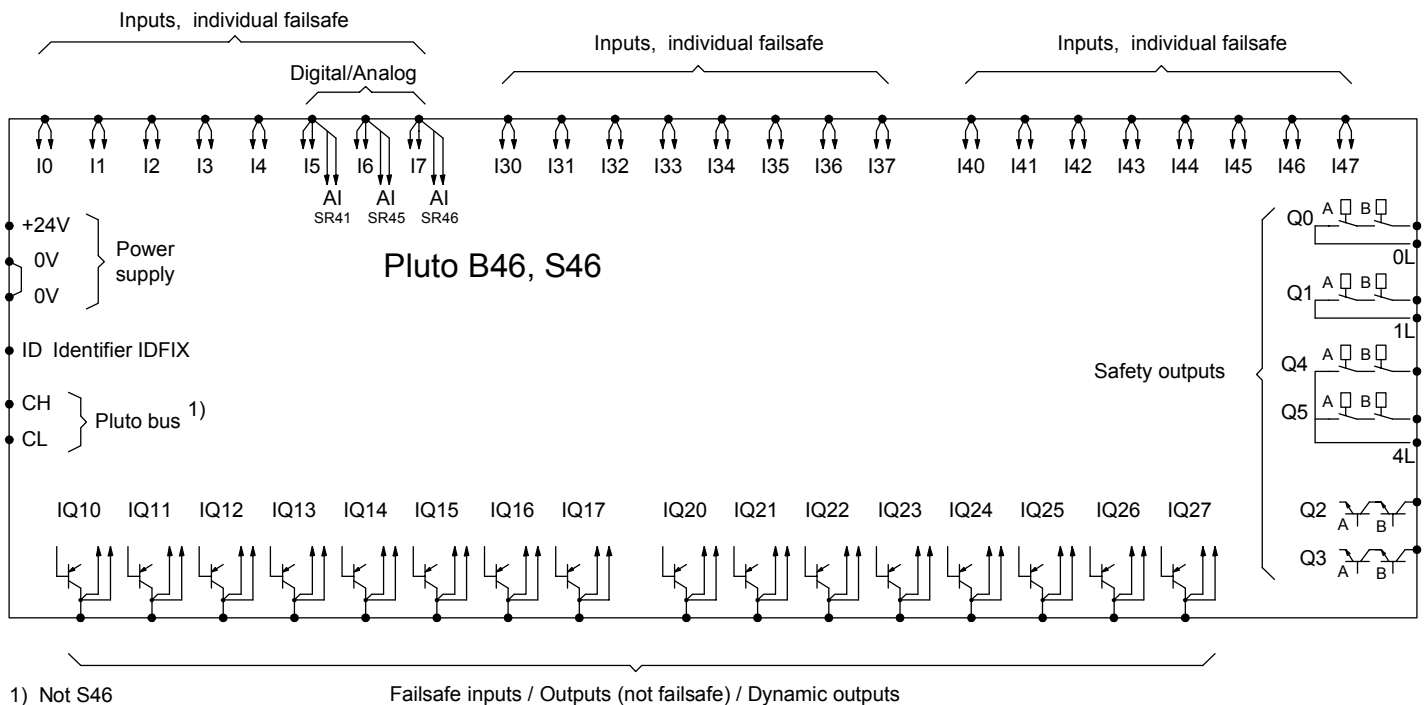 Inputs, individual failsafe
Inputs, individual failsafe
Inputs, individual failsafe
Digital/Analog
I0 I1 I2 I3 I4 I5 I6 I7 I30 I31 I32 I33 I34 I35 I36 I37 I40 I41 I42 I43 I44 I45 I46 I47
AI AI AI
SR41 SR45 SR46
+24V
0V
0V
Power
supply
Pluto B46, S46
ID Identifier IDFIX
CH
CL
Pluto bus 1)
Safety outputs
Q0 A B
0L
Q1 A B
1L
Q4 A B
Q5 A B
4L
Q2 A B
Q3 A B
IQ10 IQ11 IQ12 IQ13 IQ14 IQ15 IQ16 IQ17 IQ20 IQ21 IQ22 IQ23 IQ24 IQ25 IQ26 IQ27
1) Not S46
Failsafe inputs / Outputs (not failsafe) / Dynamic outputs